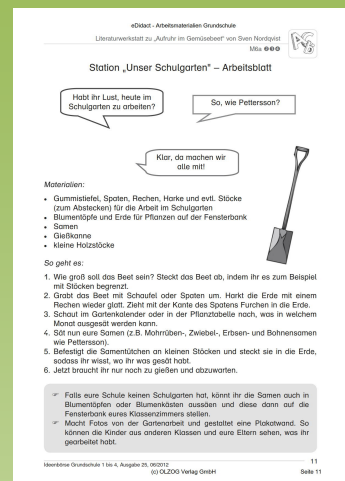 eDidact - Arbeitsmaterialien Grundschule
Literaturwerkstatt zu „Aufruhr im Gemüsebeet“ von Sven Nordqvist
M6a ❷❸❹
Station „Unser Schulgarten“ – Arbeitsblatt
Habt ihr Lust, heute im
Schulgarten zu arbeiten?
So, wie Pettersson?
Klar, da machen wir
alle mit!
Materialien:
• Gummistiefel, Spaten, Rechen, Harke und evtl. Stöcke
(zum Abstecken) für die Arbeit im Schulgarten
• Blumentöpfe und Erde für Pflanzen auf der Fensterbank
• Samen
• Gießkanne
• kleine Holzstöcke
So geht es:
1. Wie groß soll das Beet sein? Steckt das Beet ab, indem ihr es zum Beispiel
mit Stöcken begrenzt.
2. Grabt das Beet mit Schaufel oder Spaten um. Harkt die Erde mit einem
Rechen wieder glatt. Zieht mit der Kante des Spatens Furchen in die Erde.
3. Schaut im Gartenkalender oder in der Pflanztabelle nach, was in welchem
Monat ausgesät werden kann.
4. Sät nun eure Samen (z.B. Mohrrüben-, Zwiebel-, Erbsen- und Bohnensamen
wie Pettersson).
5. Befestigt die Samentütchen an kleinen Stöcken und steckt sie in die Erde,
sodass ihr wisst, wo ihr was gesät habt.
6. Jetzt braucht ihr nur noch zu gießen und abzuwarten.
☞ Falls eure Schule keinen Schulgarten hat, könnt ihr die Samen auch in
Blumentöpfen oder Blumenkästen aussäen und diese dann auf die
Fensterbank eures Klassenzimmers stellen.
☞ Macht Fotos von der Gartenarbeit und gestaltet eine Plakatwand. So
können die Kinder aus anderen Klassen und eure Eltern sehen, was ihr
gearbeitet habt.
11
Ideenbörse Grundschule 1 bis 4, Ausgabe 25, 06/2012
(c) OLZOG Verlag GmbH
Seite 11